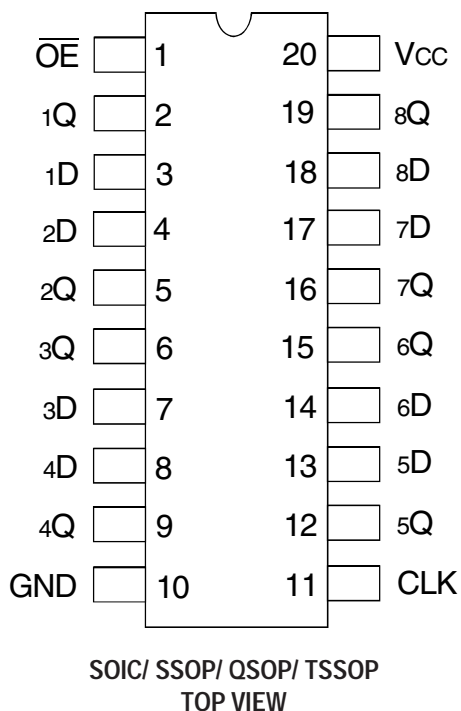 O̅E̅ 1 20 VCC
1Q 2 19 8Q
1D 3 18 8D
2D 4 17 7D
2Q 5 16 7Q
3Q 6 15 6Q
3D 7 14 6D
4D 8 13 5D
4Q 9 12 5Q
GND 10 11 CLK
SOIC/ SSOP/ QSOP/ TSSOP
TOP VIEW